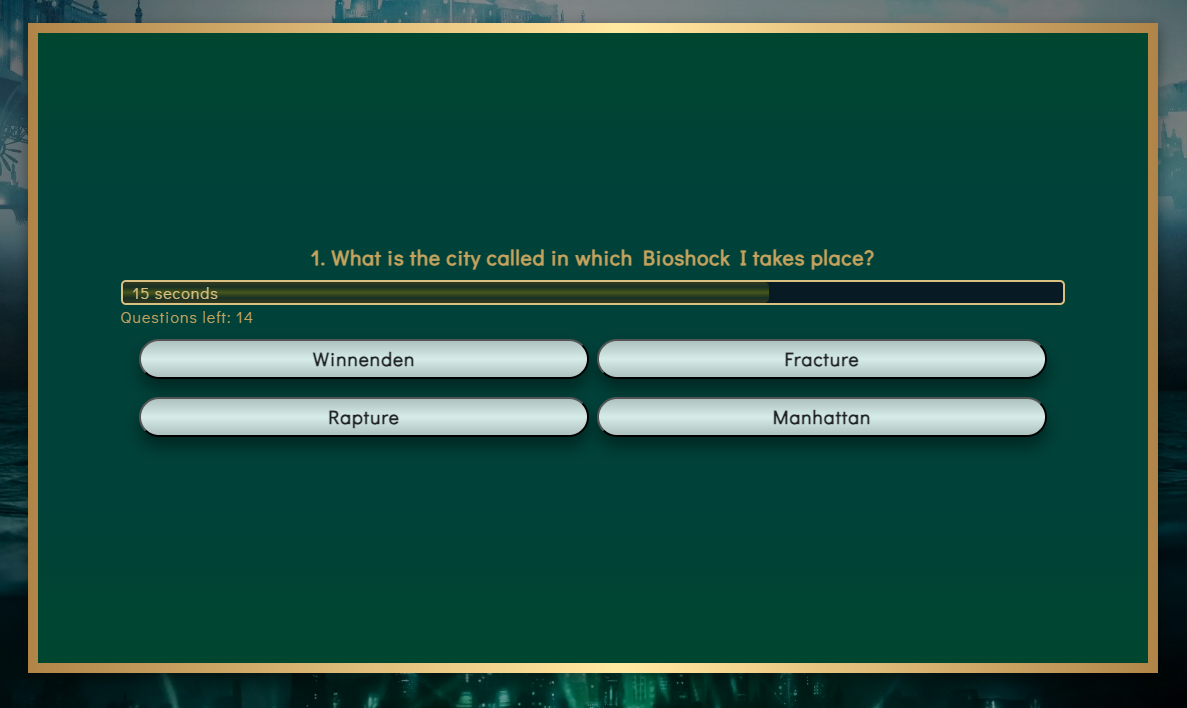 1. What is the city called in which Bioshock I takes place?
15 seconds
Questions left: 14
Winnenden
Fracture
Rapture
Manhattan